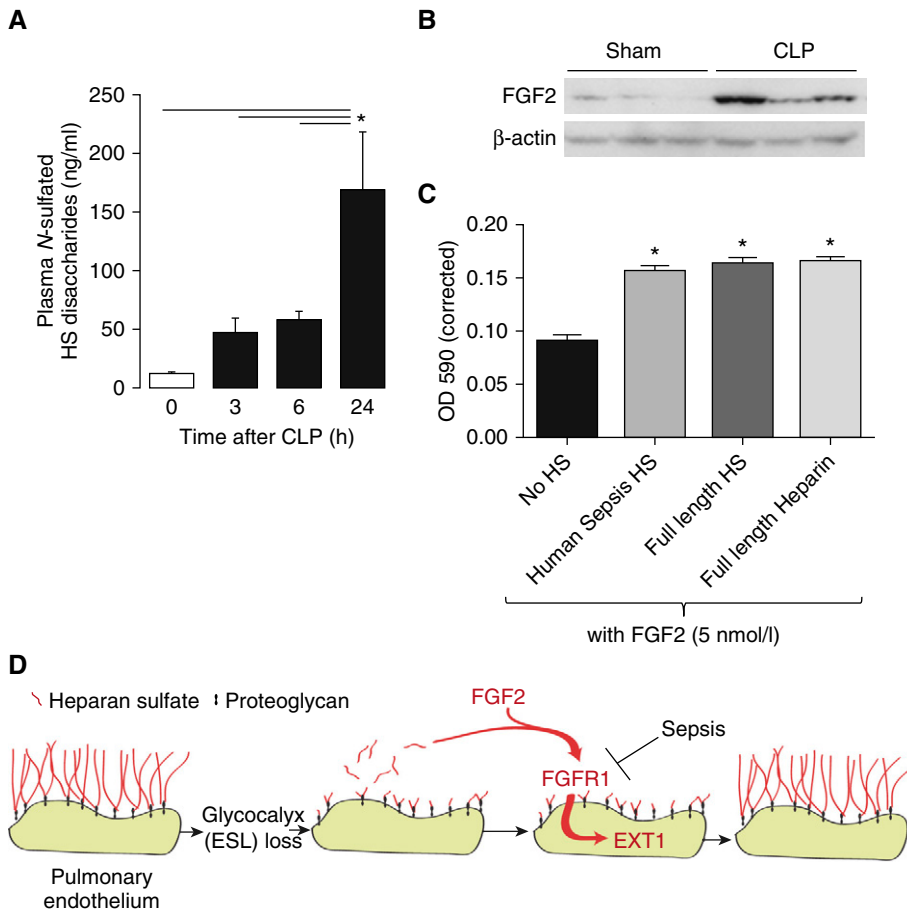 A
250
200
150
100
50
0
Plasma N-sulfated
HS disaccharides (ng/ml)
*
0 3 6 24
Time after CLP (h)
B
Sham CLP
FGF2
β-actin
C
0.20
0.15
0.10
0.05
0.00
OD 590 (corrected)
* * *
No HS
Human Sepsis HS
Full length HS
Full length Heparin
with FGF2 (5 nmol/l)
D
Heparan sulfate Proteoglycan
FGF2
Sepsis
FGFR1
Glycocalyx
(ESL) loss
EXT1
Pulmonary
endothelium